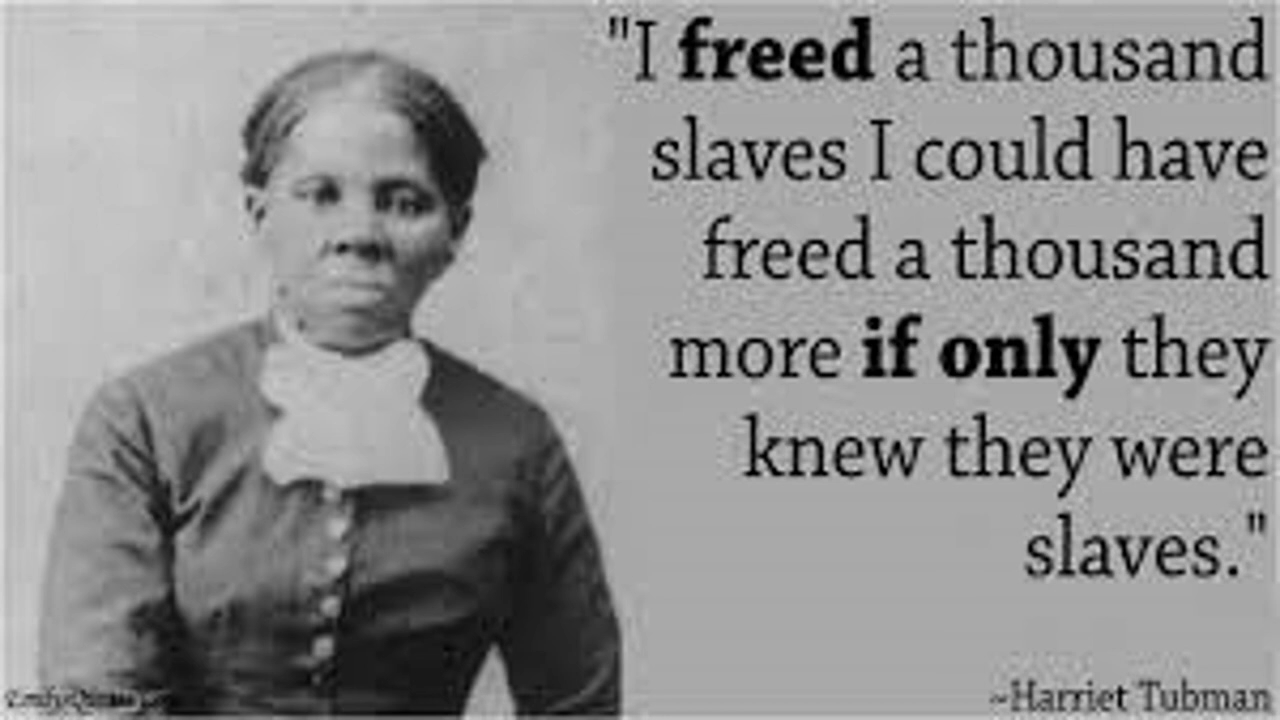 "I freed a thousand
slaves I could have
freed a thousand
more if only they
knew they were
slaves."
~Harriet Tubman